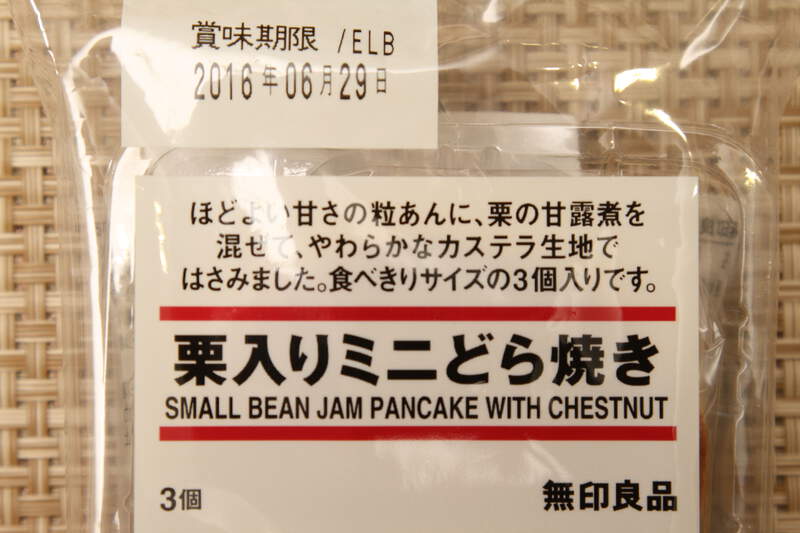 賞味期限 /ELB
2016年06月29日
ほどよい甘さの粒あんに、栗の甘露煮を
混ぜて、やわらかなカステラ生地で
はさみました。食べきりサイズの3個入りです。
栗入りミニどら焼き
SMALL BEAN JAM PANCAKE WITH CHESTNUT
3個
無印良品